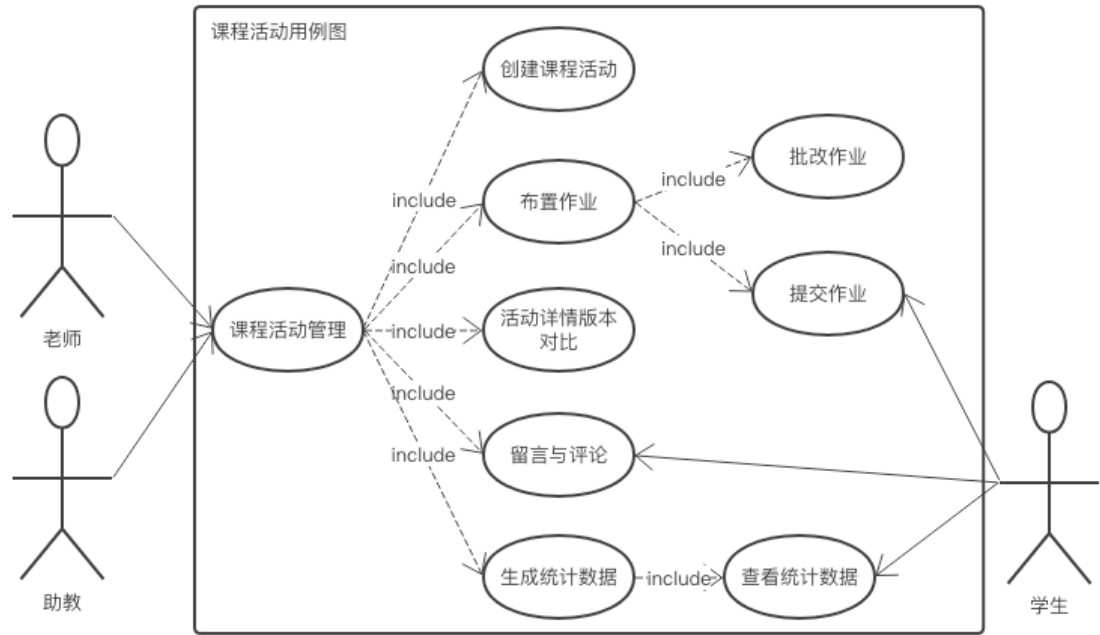 课程活动用例图
创建课程活动
批改作业
include
include
布置作业
include
include
提交作业
活动详情版本
对比
课程活动管理
include
老师
include
留言与评论
include
生成统计数据
include
查看统计数据
助教
学生